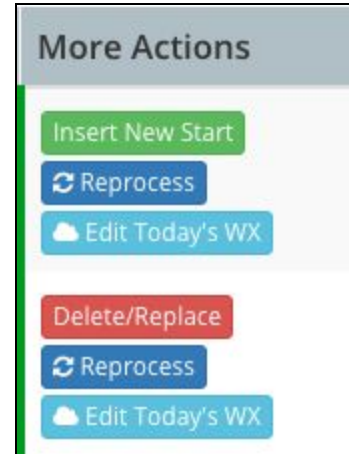 More Actions
Insert New Start
Reprocess
Edit Today's WX
Delete/Replace
Reprocess
Edit Today's WX